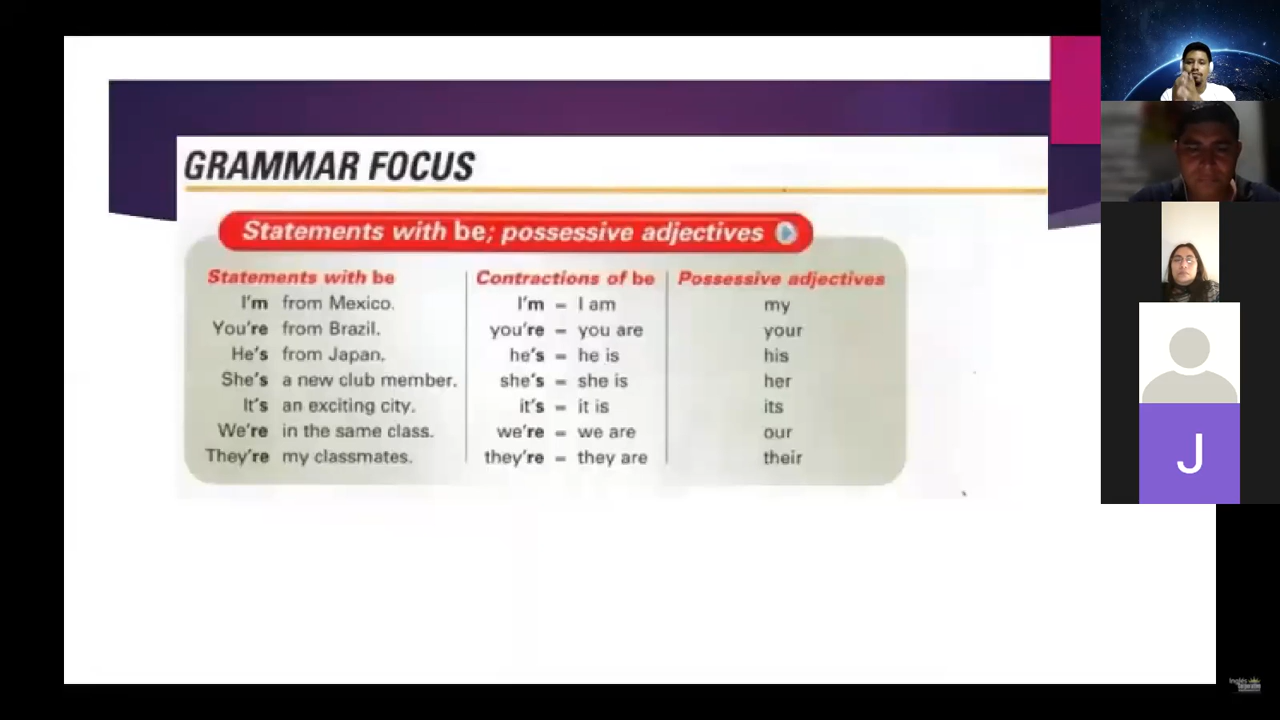 GRAMMAR FOCUS
Statements with be; possessive adjectives
Statements with be
I'm from Mexico.
You're from Brazil.
He's from Japan.
She's a new club member.
It's an exciting city.
We're in the same class.
They're my classmates.
Contractions of be
I'm = I am
you're = you are
he's = he is
she's = she is
it's = it is
we're = we are
they're = they are
Possessive adjectives
my
your
his
her
its
our
their
J
Inglés